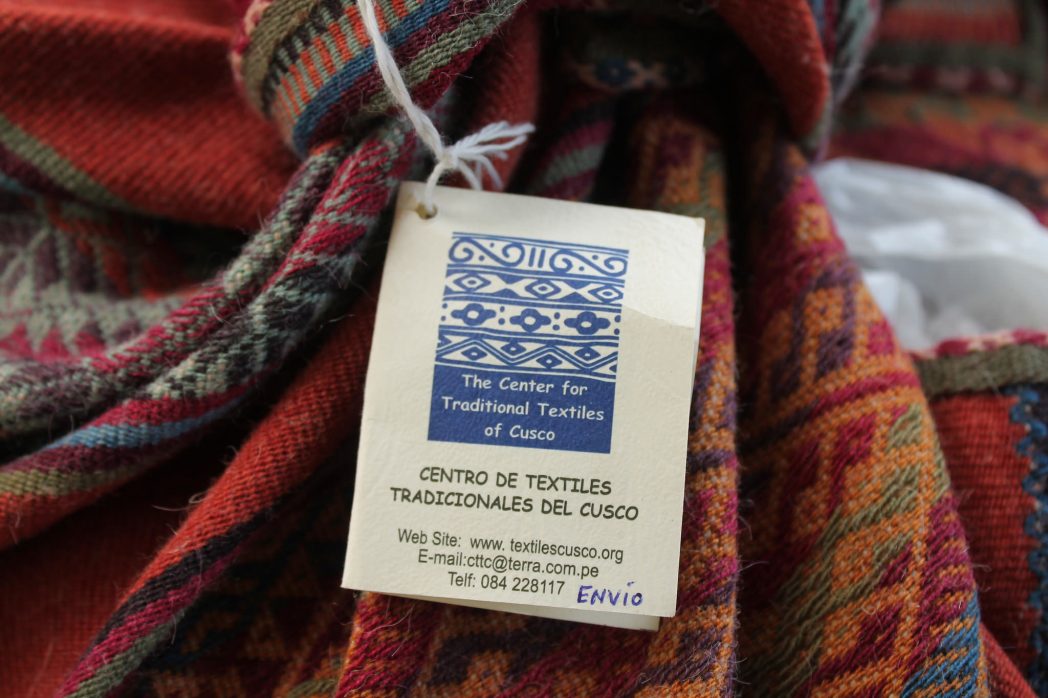 The Center for
Traditional Textiles
of Cusco
CENTRO DE TEXTILES
TRADICIONALES DEL CUSCO
Web Site: www. textilescusco.org
E-mail:cttc@terra.com.pe
Telf: 084 228117 ENVíO